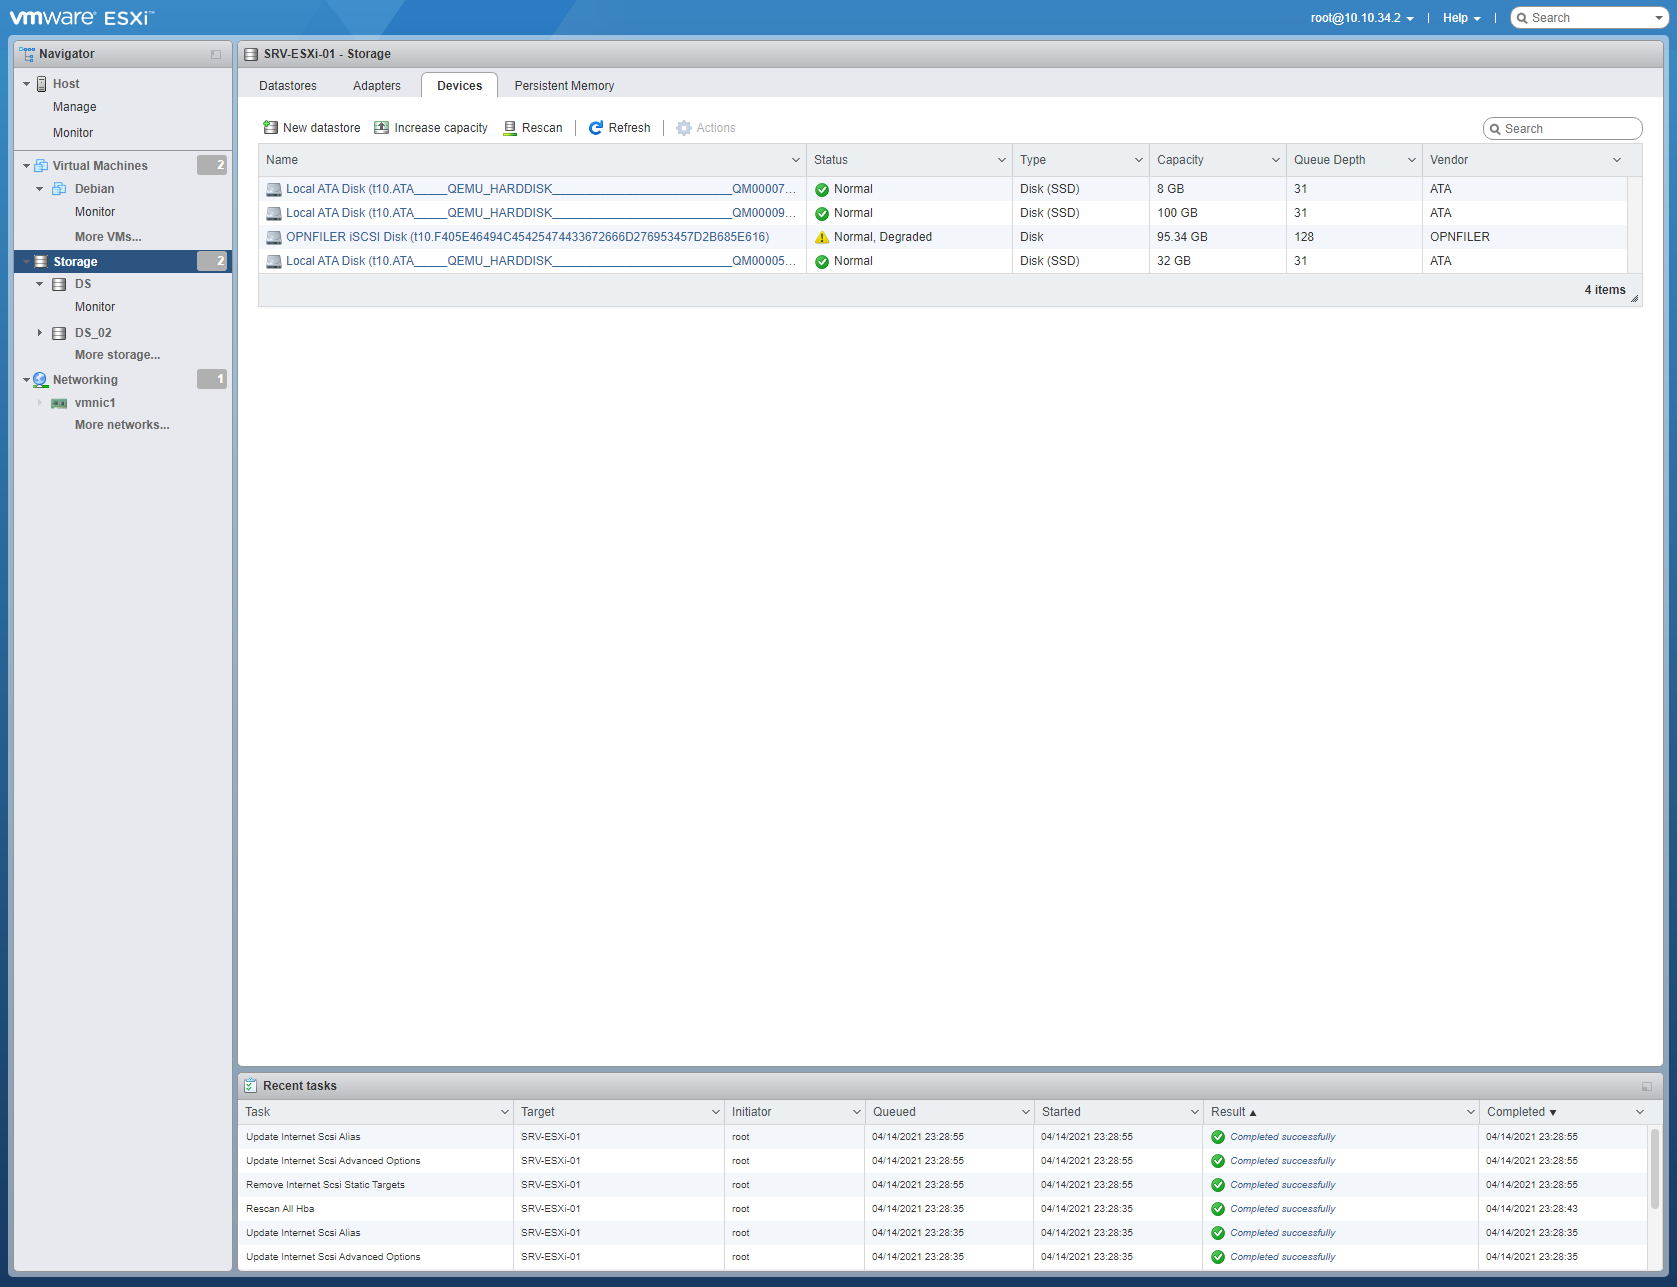 vmware ESXi™
root@10.10.34.2 | Help | Search
Navigator
Host
Manage
Monitor
Virtual Machines 2
Debian
Monitor
More VMs...
Storage 2
DS
Monitor
DS_02
More storage...
Networking 1
vmnic1
More networks...
SRV-ESXi-01 - Storage
Datastores Adapters Devices Persistent Memory
New datastore Increase capacity Rescan | Refresh | Actions Search
Name Status Type Capacity Queue Depth Vendor
Local ATA Disk (t10.ATA_____QEMU_HARDDISK___________________________QM00007... Normal Disk (SSD) 8 GB 31 ATA
Local ATA Disk (t10.ATA_____QEMU_HARDDISK___________________________QM00009... Normal Disk (SSD) 100 GB 31 ATA
OPNFILER iSCSI Disk (t10.F405E46494C45425474433672666D276953457D2B685E616) Normal, Degraded Disk 95.34 GB 128 OPNFILER
Local ATA Disk (t10.ATA_____QEMU_HARDDISK___________________________QM00005... Normal Disk (SSD) 32 GB 31 ATA
4 items
Recent tasks
Task Target Initiator Queued Started Result ▲ Completed ▼
Update Internet Scsi Alias SRV-ESXi-01 root 04/14/2021 23:28:55 04/14/2021 23:28:55 Completed successfully 04/14/2021 23:28:55
Update Internet Scsi Advanced Options SRV-ESXi-01 root 04/14/2021 23:28:55 04/14/2021 23:28:55 Completed successfully 04/14/2021 23:28:55
Remove Internet Scsi Static Targets SRV-ESXi-01 root 04/14/2021 23:28:55 04/14/2021 23:28:55 Completed successfully 04/14/2021 23:28:55
Rescan All Hba SRV-ESXi-01 root 04/14/2021 23:28:35 04/14/2021 23:28:35 Completed successfully 04/14/2021 23:28:43
Update Internet Scsi Alias SRV-ESXi-01 root 04/14/2021 23:28:35 04/14/2021 23:28:35 Completed successfully 04/14/2021 23:28:35
Update Internet Scsi Advanced Options SRV-ESXi-01 root 04/14/2021 23:28:35 04/14/2021 23:28:35 Completed successfully 04/14/2021 23:28:35